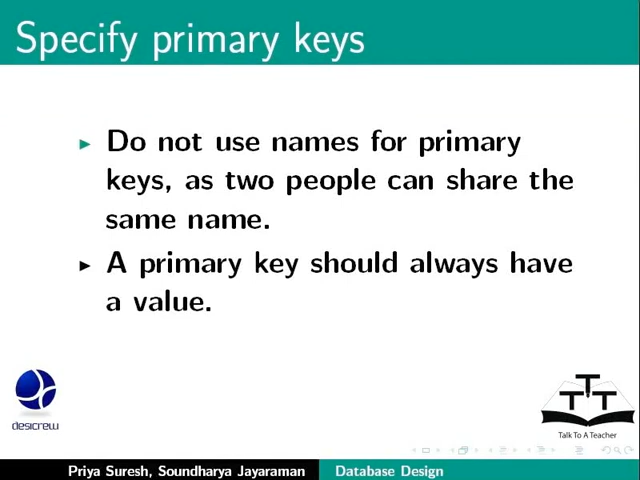 Specify primary keys
Do not use names for primary
keys, as two people can share the
same name.
A primary key should always have
a value.
desicrew
T T T
Talk To A Teacher
Priya Suresh, Soundharya Jayaraman Database Design